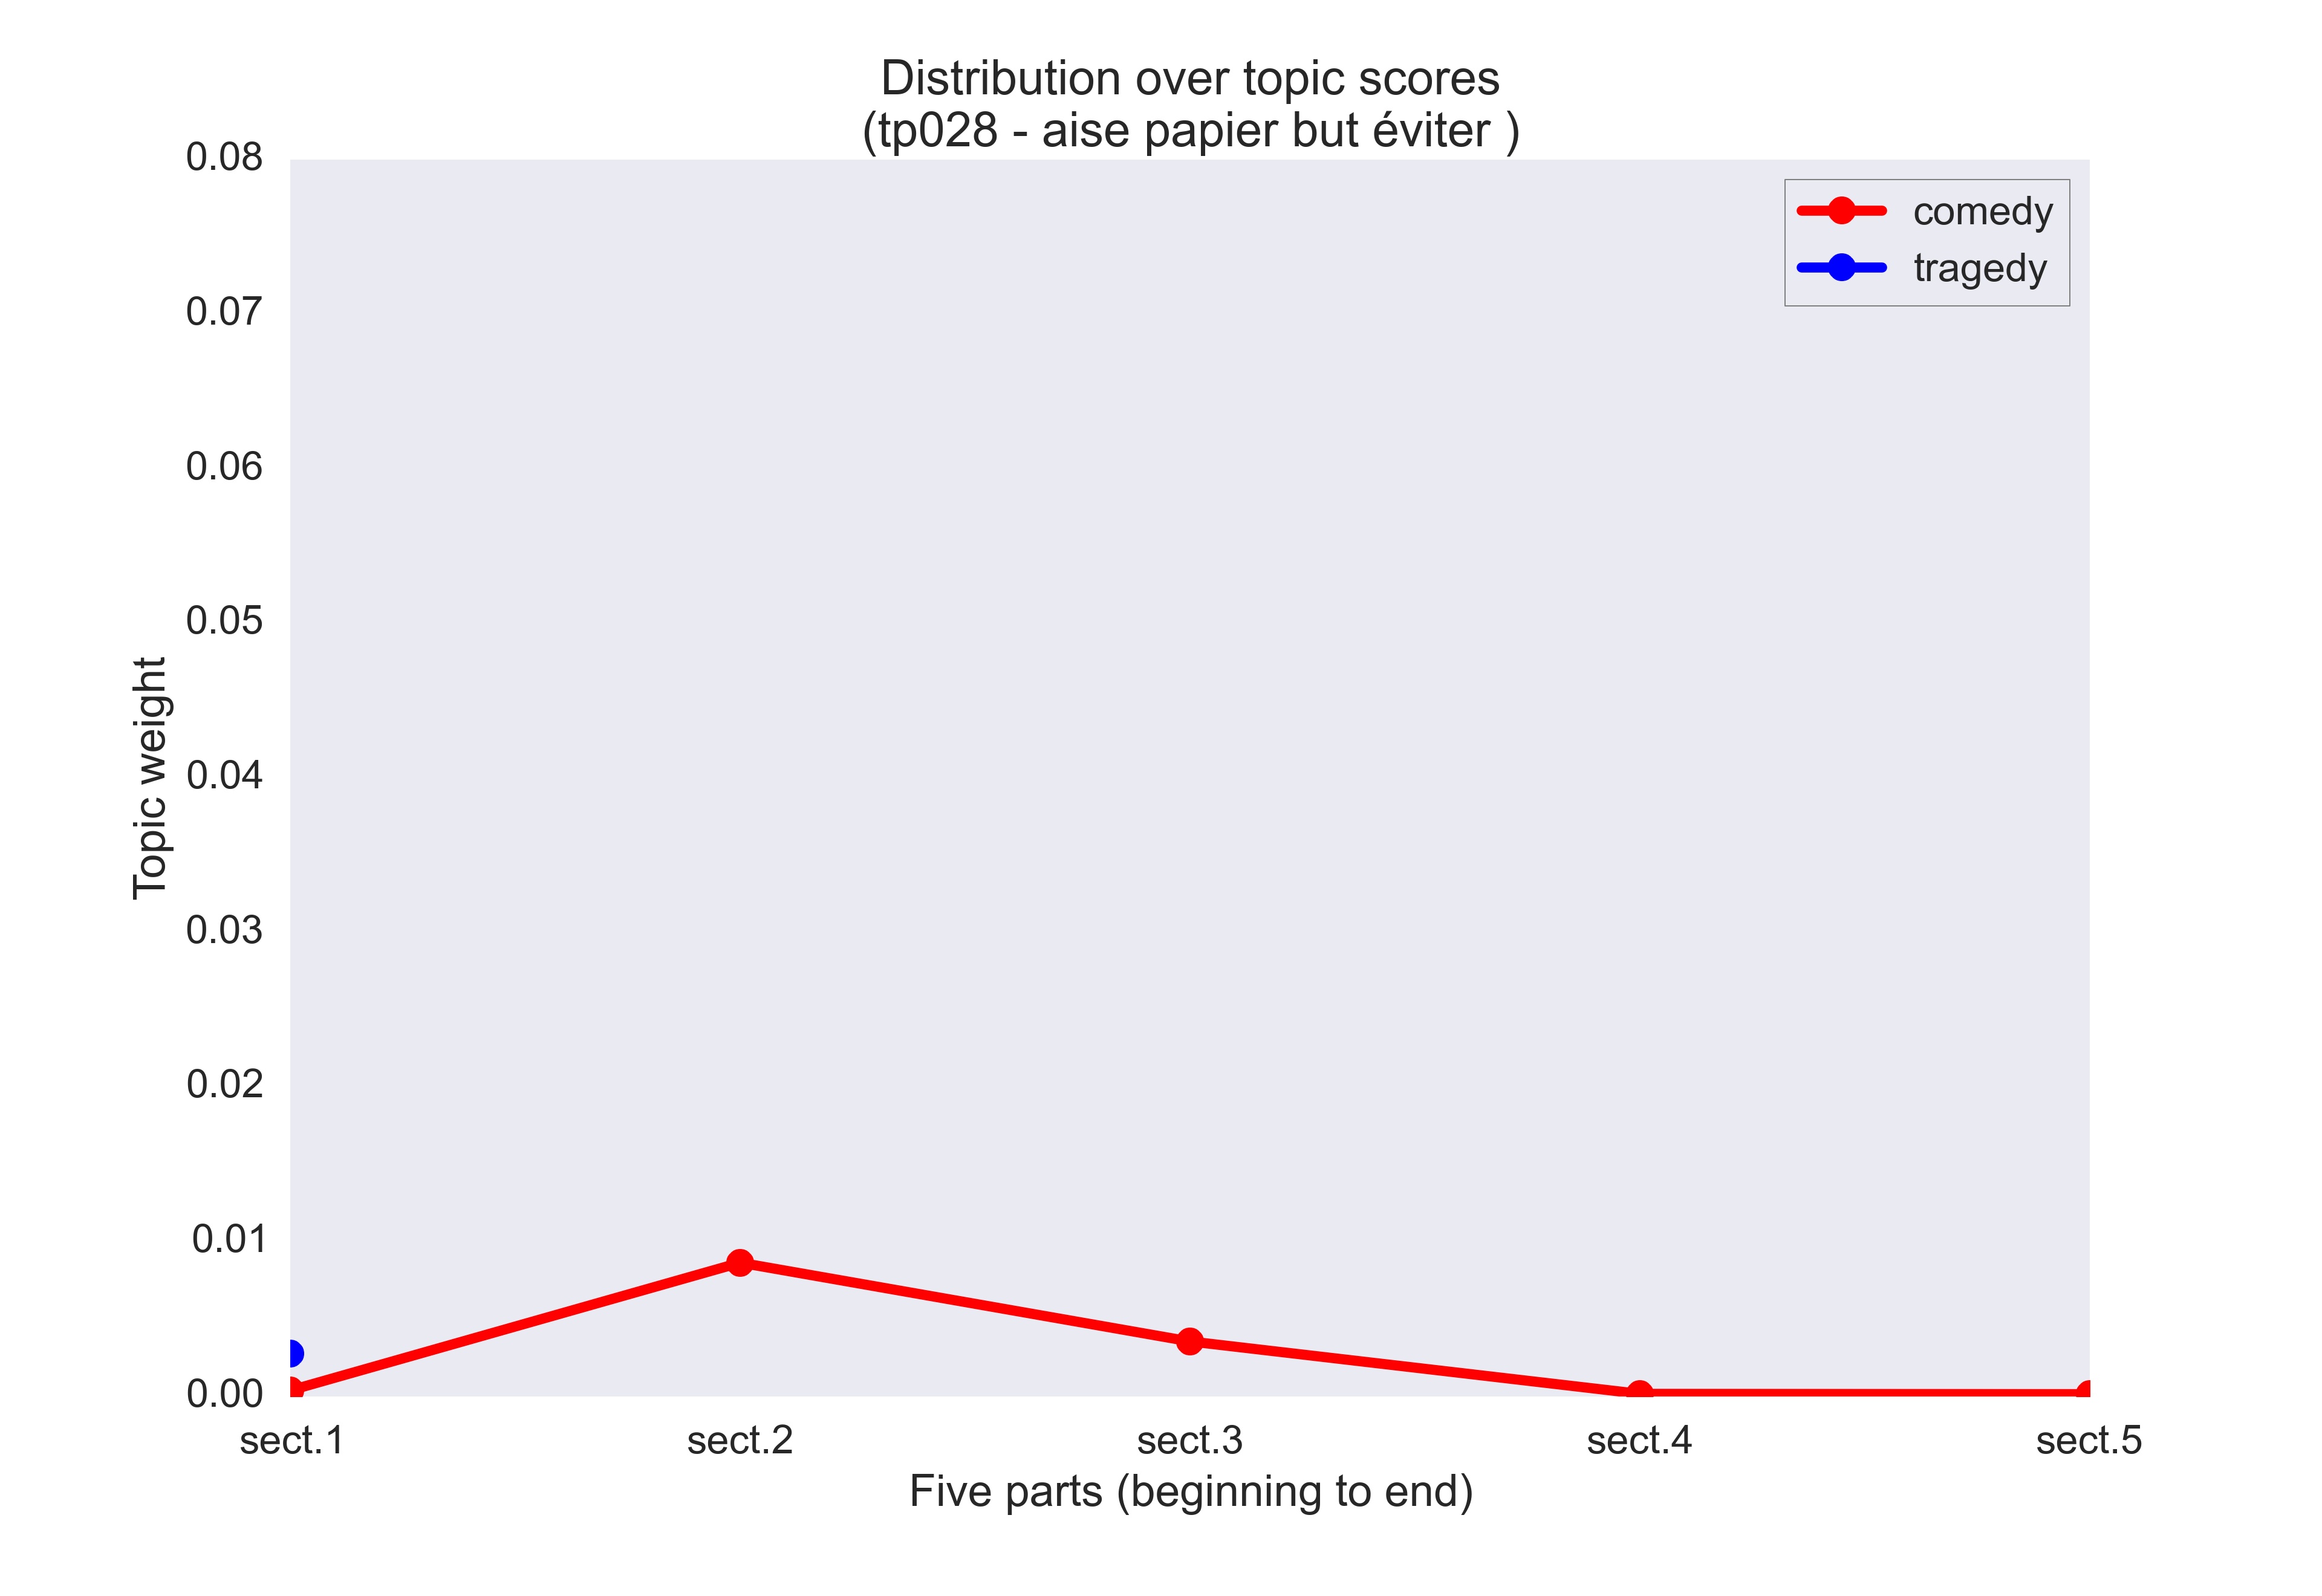 Distribution over topic scores
(tp028 - aise papier but éviter )
comedy
tragedy
0.08
0.07
0.06
0.05
0.04
0.03
0.02
0.01
0.00
Topic weight
sect.1 sect.2 sect.3 sect.4 sect.5
Five parts (beginning to end)